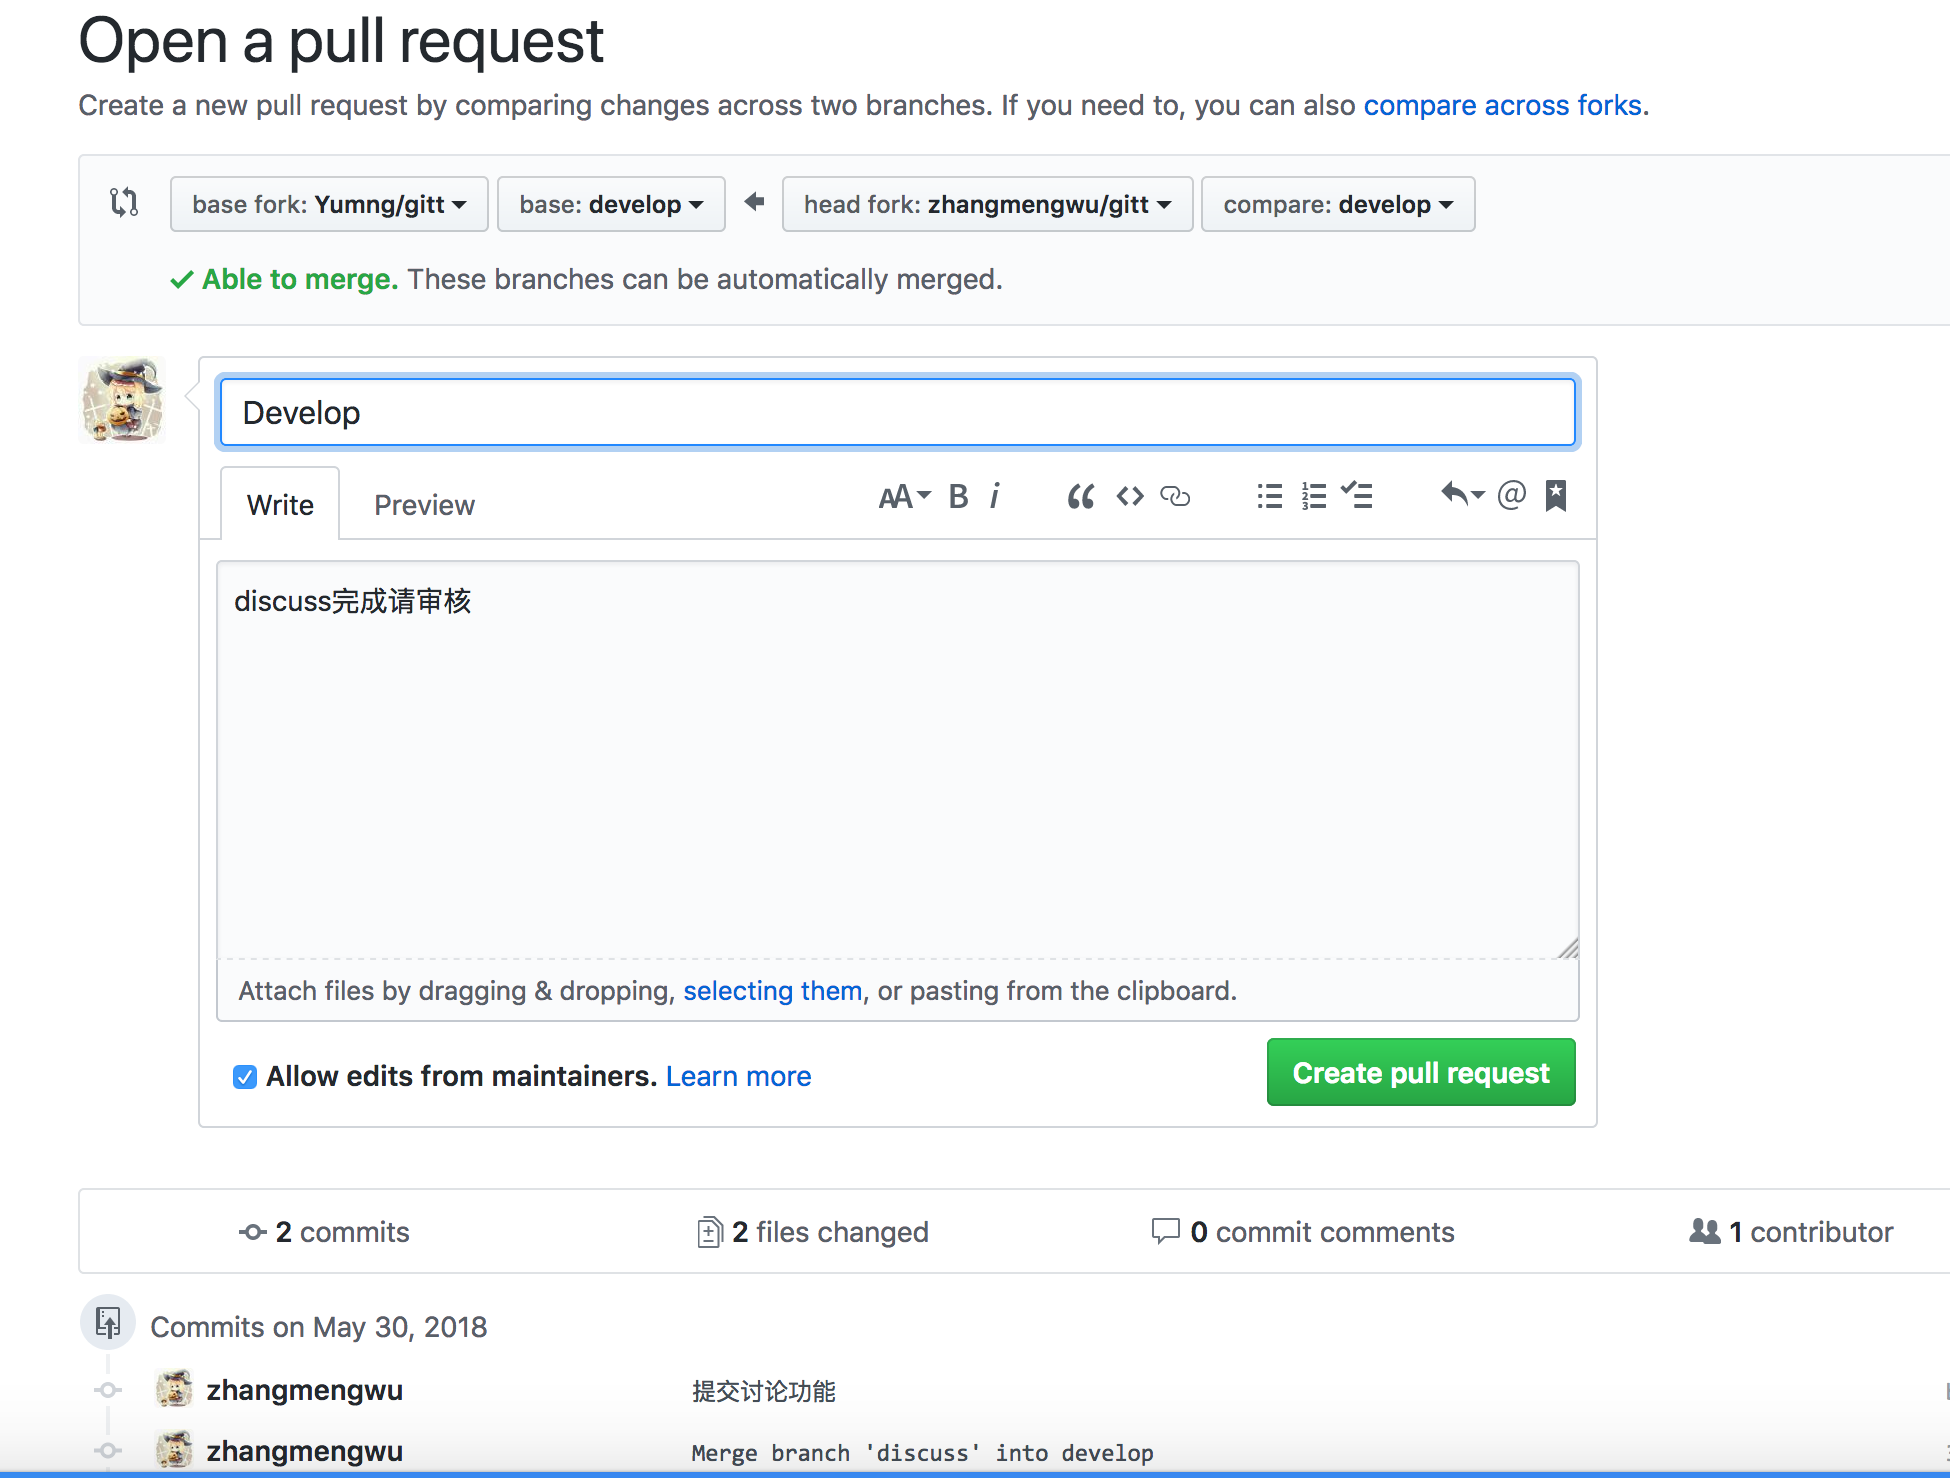 Open a pull request
Create a new pull request by comparing changes across two branches. If you need to, you can also compare across forks.
base fork: Yumng/gitt base: develop head fork: zhangmengwu/gitt compare: develop
Able to merge. These branches can be automatically merged.
Develop
Write Preview AA B i
discuss完成请审核
Attach files by dragging & dropping, selecting them, or pasting from the clipboard.
Allow edits from maintainers. Learn more Create pull request
2 commits 2 files changed 0 commit comments 1 contributor
Commits on May 30, 2018
zhangmengwu 提交讨论功能
zhangmengwu Merge branch 'discuss' into develop